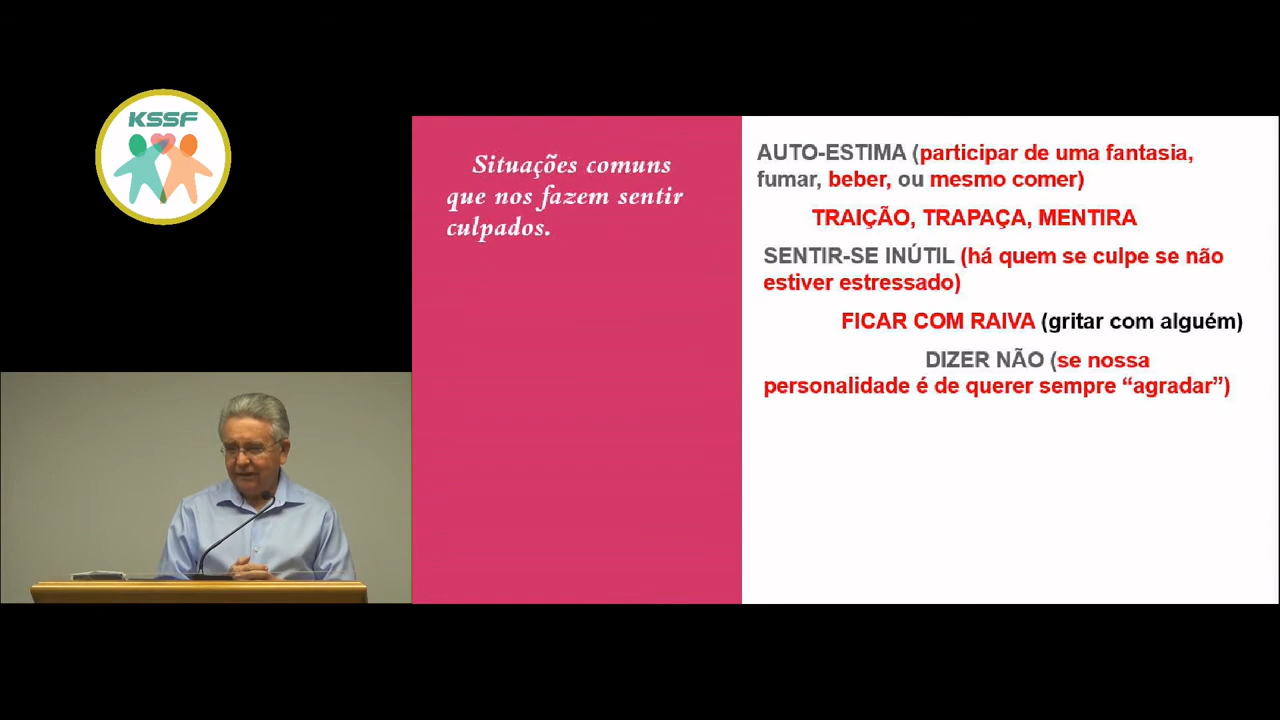 KSSF
Situações comuns
que nos fazem sentir
culpados.
AUTO-ESTIMA (participar de uma fantasia,
fumar, beber, ou mesmo comer)
TRAIÇÃO, TRAPAÇA, MENTIRA
SENTIR-SE INÚTIL (há quem se culpe se não
estiver estressado)
FICAR COM RAIVA (gritar com alguém)
DIZER NÃO (se nossa
personalidade é de querer sempre “agradar”)